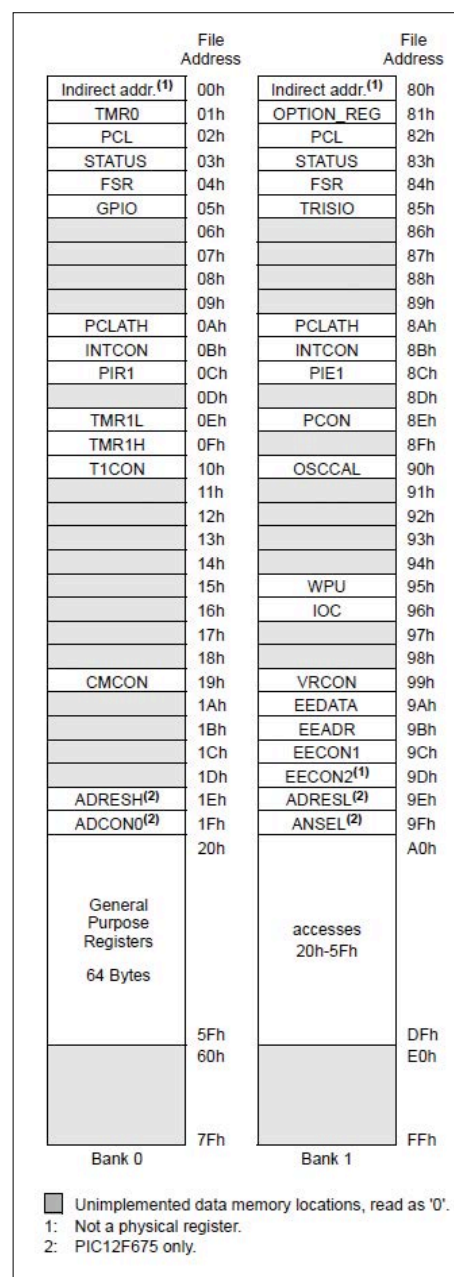 File
Address
File
Address
Indirect addr.(1) 00h Indirect addr.(1) 80h
TMR0 01h OPTION_REG 81h
PCL 02h PCL 82h
STATUS 03h STATUS 83h
FSR 04h FSR 84h
GPIO 05h TRISIO 85h
06h 86h
07h 87h
08h 88h
09h 89h
PCLATH 0Ah PCLATH 8Ah
INTCON 0Bh INTCON 8Bh
PIR1 0Ch PIE1 8Ch
0Dh 8Dh
TMR1L 0Eh PCON 8Eh
TMR1H 0Fh 8Fh
T1CON 10h OSCCAL 90h
11h 91h
12h 92h
13h 93h
14h 94h
15h WPU 95h
16h IOC 96h
17h 97h
18h 98h
CMCON 19h VRCON 99h
1Ah EEDATA 9Ah
1Bh EEADR 9Bh
1Ch EECON1 9Ch
1Dh EECON2(1) 9Dh
ADRESH(2) 1Eh ADRESL(2) 9Eh
ADCON0(2) 1Fh ANSEL(2) 9Fh
20h A0h
General
Purpose
Registers
64 Bytes
accesses
20h-5Fh
5Fh DFh
60h E0h
7Fh FFh
Bank 0 Bank 1
Unimplemented data memory locations, read as '0'.
1: Not a physical register.
2: PIC12F675 only.